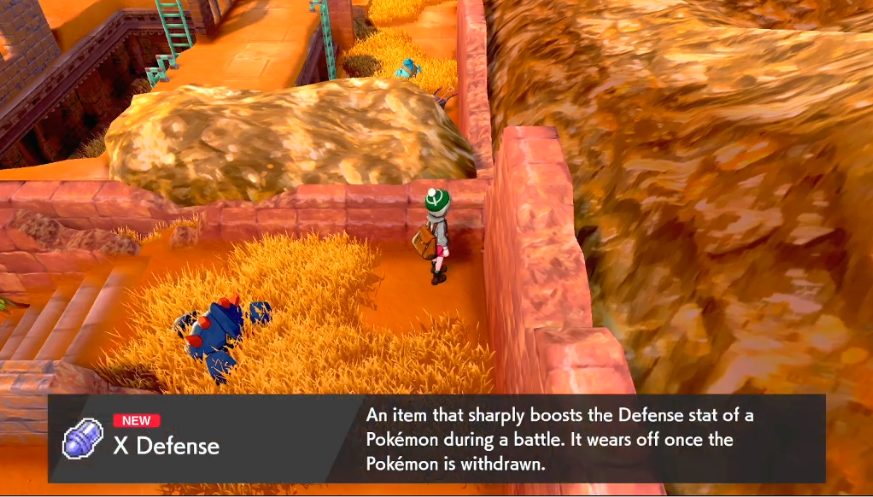 NEW
X Defense
An item that sharply boosts the Defense stat of a
Pokémon during a battle. It wears off once the
Pokémon is withdrawn.